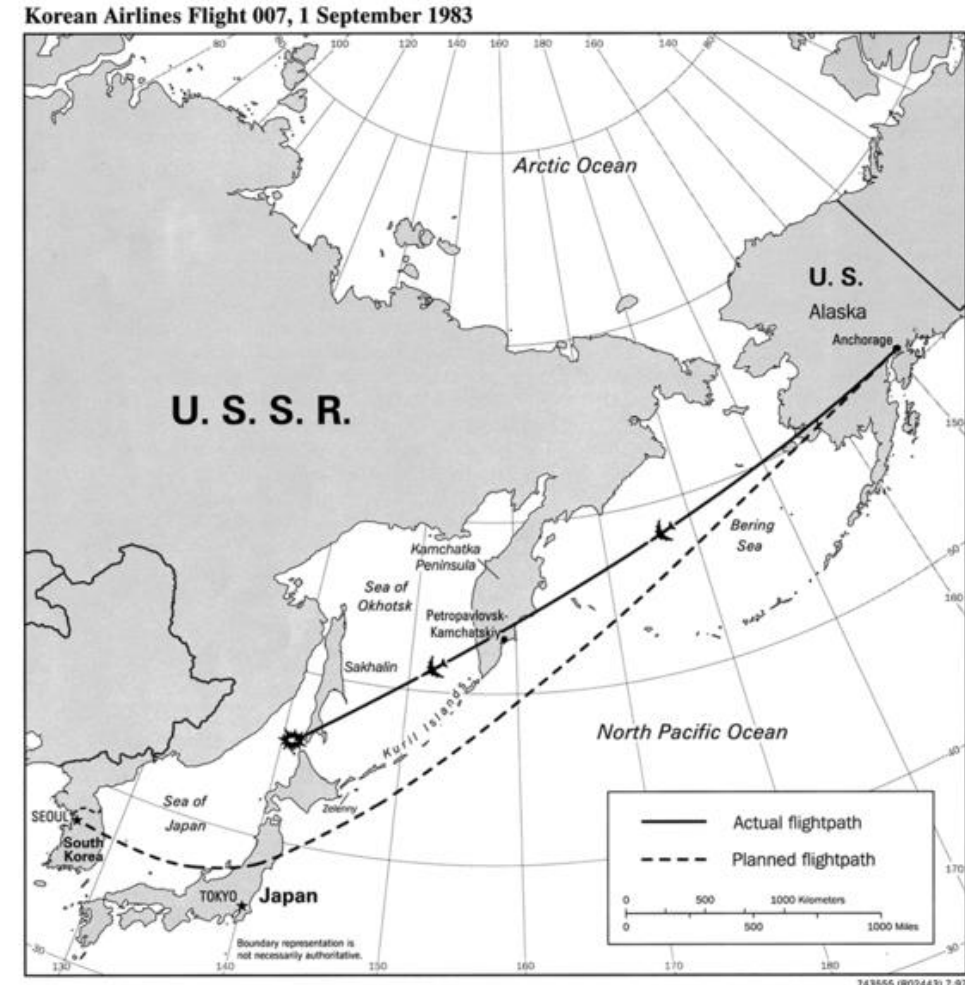 Korean Airlines Flight 007, 1 September 1983
80
100
120
140
160
180
160
140
Arctic Ocean
U. S.
Alaska
Anchorage
U. S. S. R.
150
Bering
Sea
Kamchatka
Peninsula
Sea of
Okhotsk
160
Petropavlovsk-
Kamchatskiy
Sakhalin
Kuril Islands
North Pacific Ocean
40
Zelenny
Sea of
Japan
SEOUL
South
Korea
Actual flightpath
Planned flightpath
170
0 500 1000 Kilometers
0 500 1000 Miles
TOKYO
Japan
Boundary representation is
not necessarily authoritative.
30
30
130
140
150
170
180